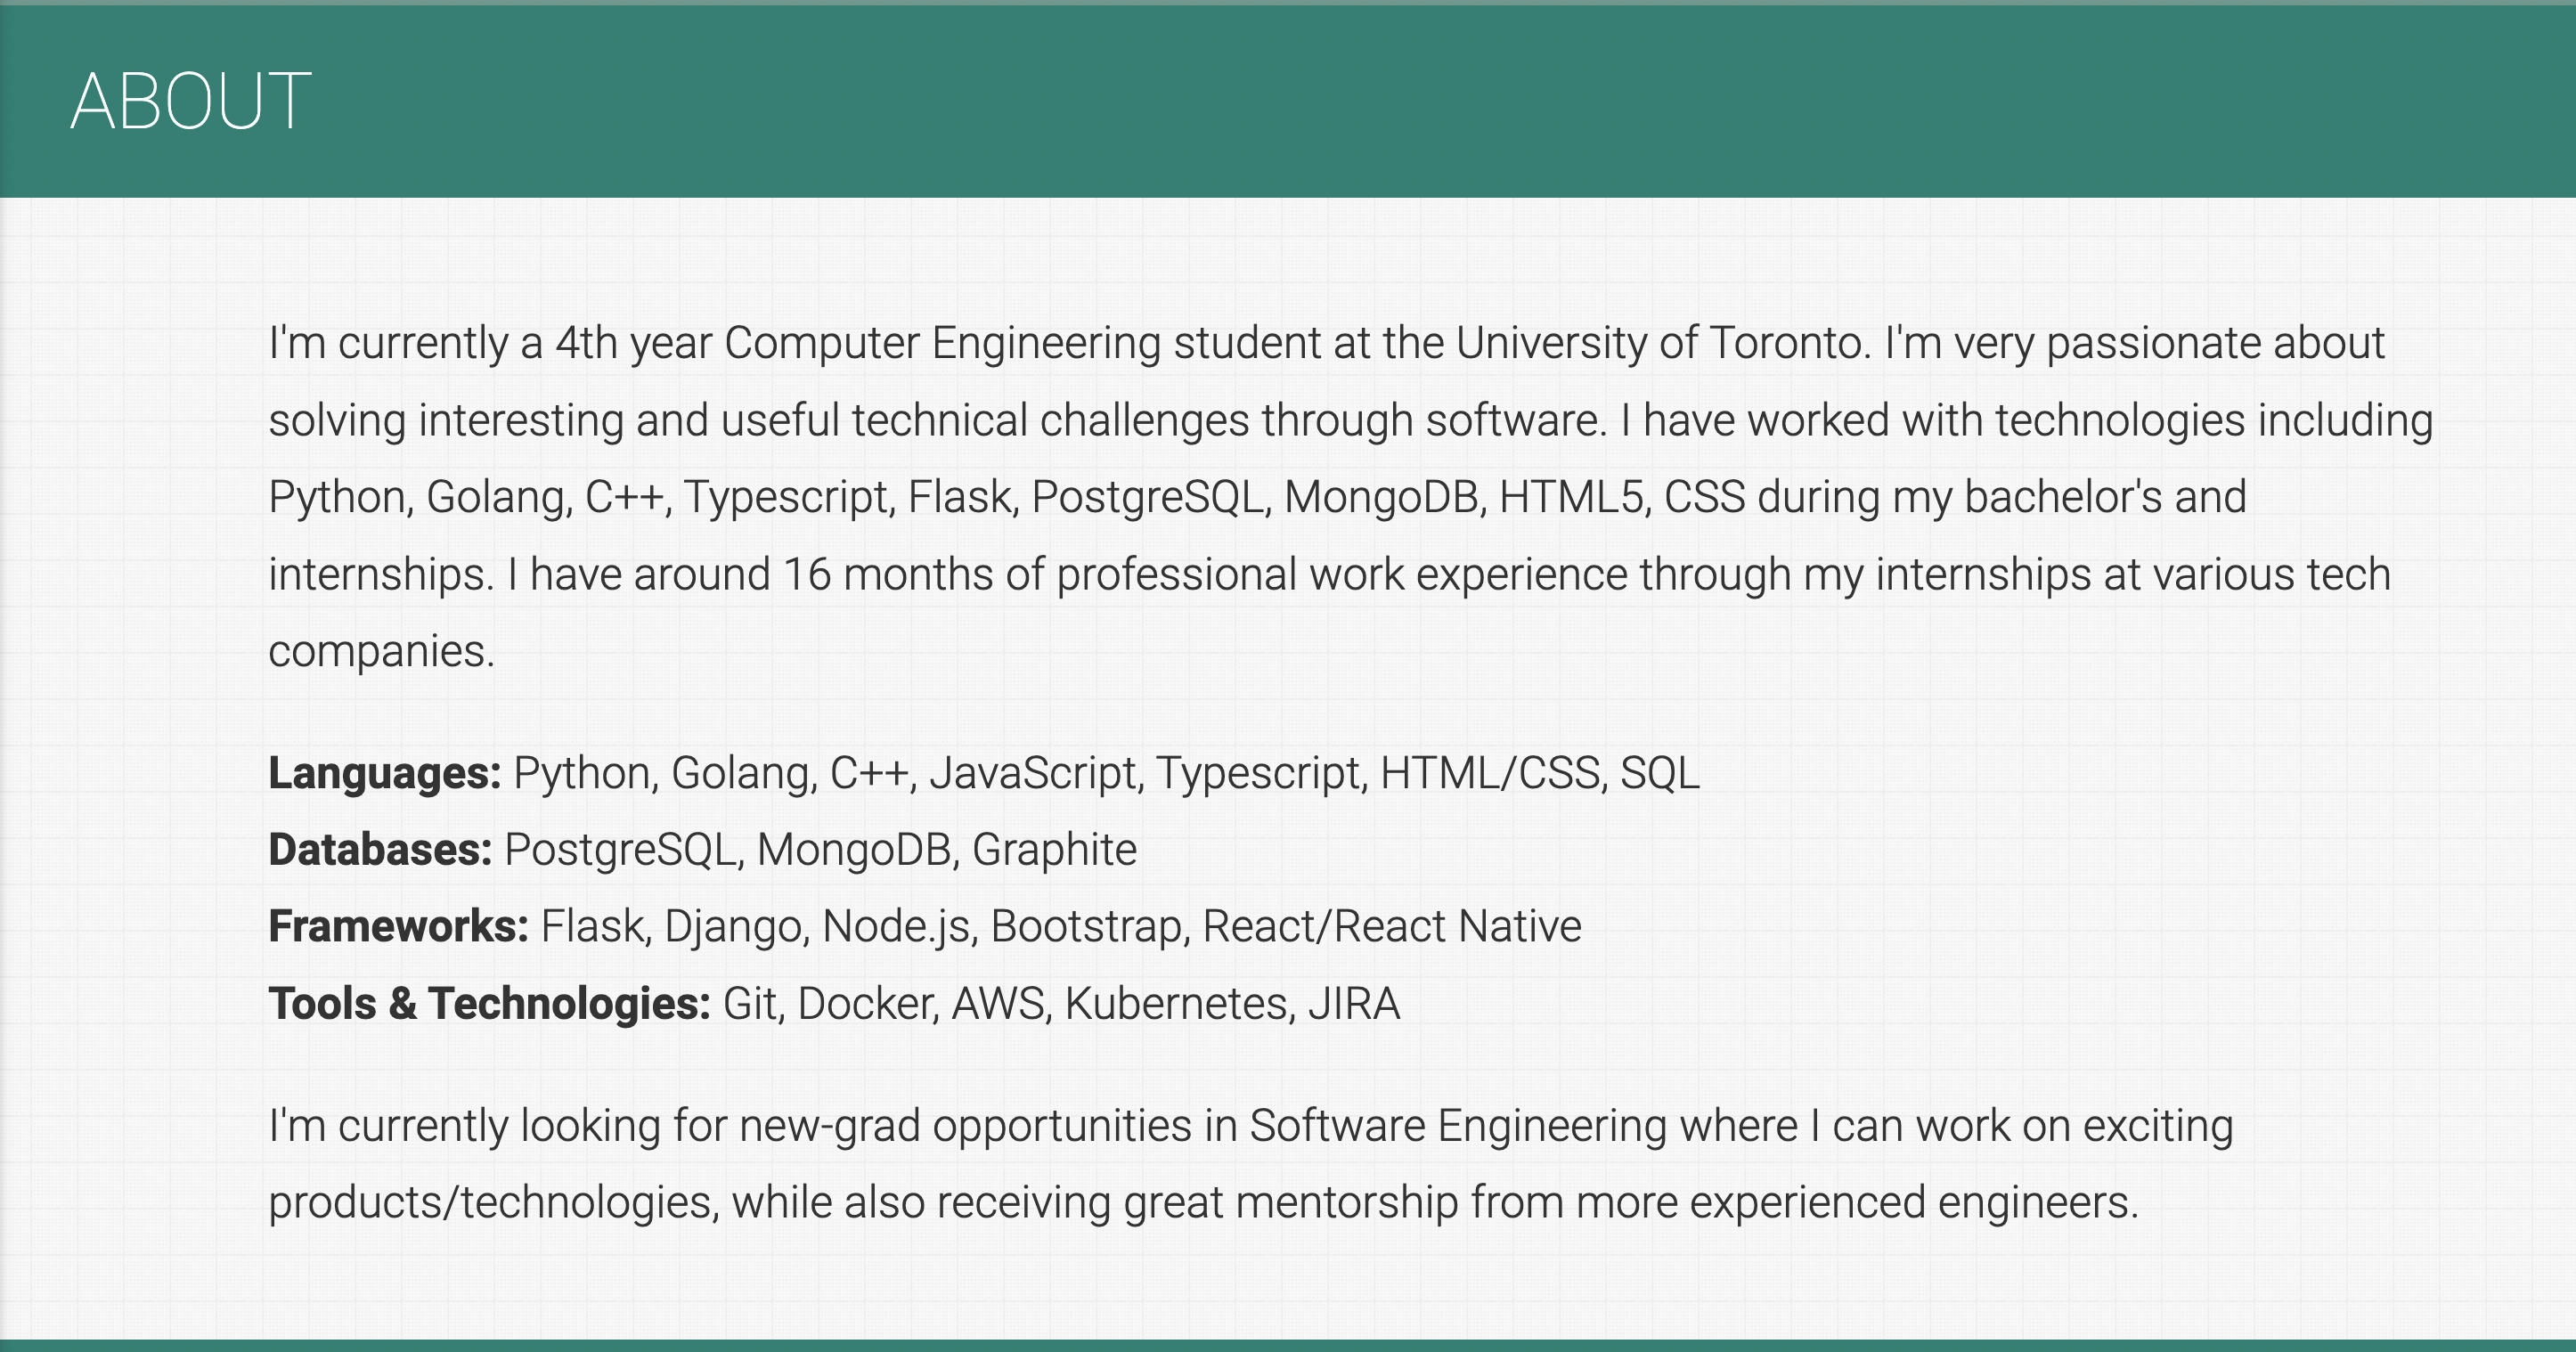 ABOUT
I'm currently a 4th year Computer Engineering student at the University of Toronto. I'm very passionate about
solving interesting and useful technical challenges through software. I have worked with technologies including
Python, Golang, C++, Typescript, Flask, PostgreSQL, MongoDB, HTML5, CSS during my bachelor's and
internships. I have around 16 months of professional work experience through my internships at various tech
companies.
Languages: Python, Golang, C++, JavaScript, Typescript, HTML/CSS, SQL
Databases: PostgreSQL, MongoDB, Graphite
Frameworks: Flask, Django, Node.js, Bootstrap, React/React Native
Tools & Technologies: Git, Docker, AWS, Kubernetes, JIRA
I'm currently looking for new-grad opportunities in Software Engineering where I can work on exciting
products/technologies, while also receiving great mentorship from more experienced engineers.